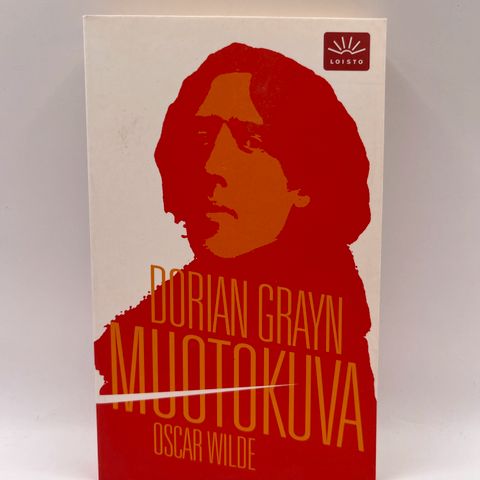 LOISTO
DORIAN GRAYN
MUOTOKUVA
OSCAR WILDE